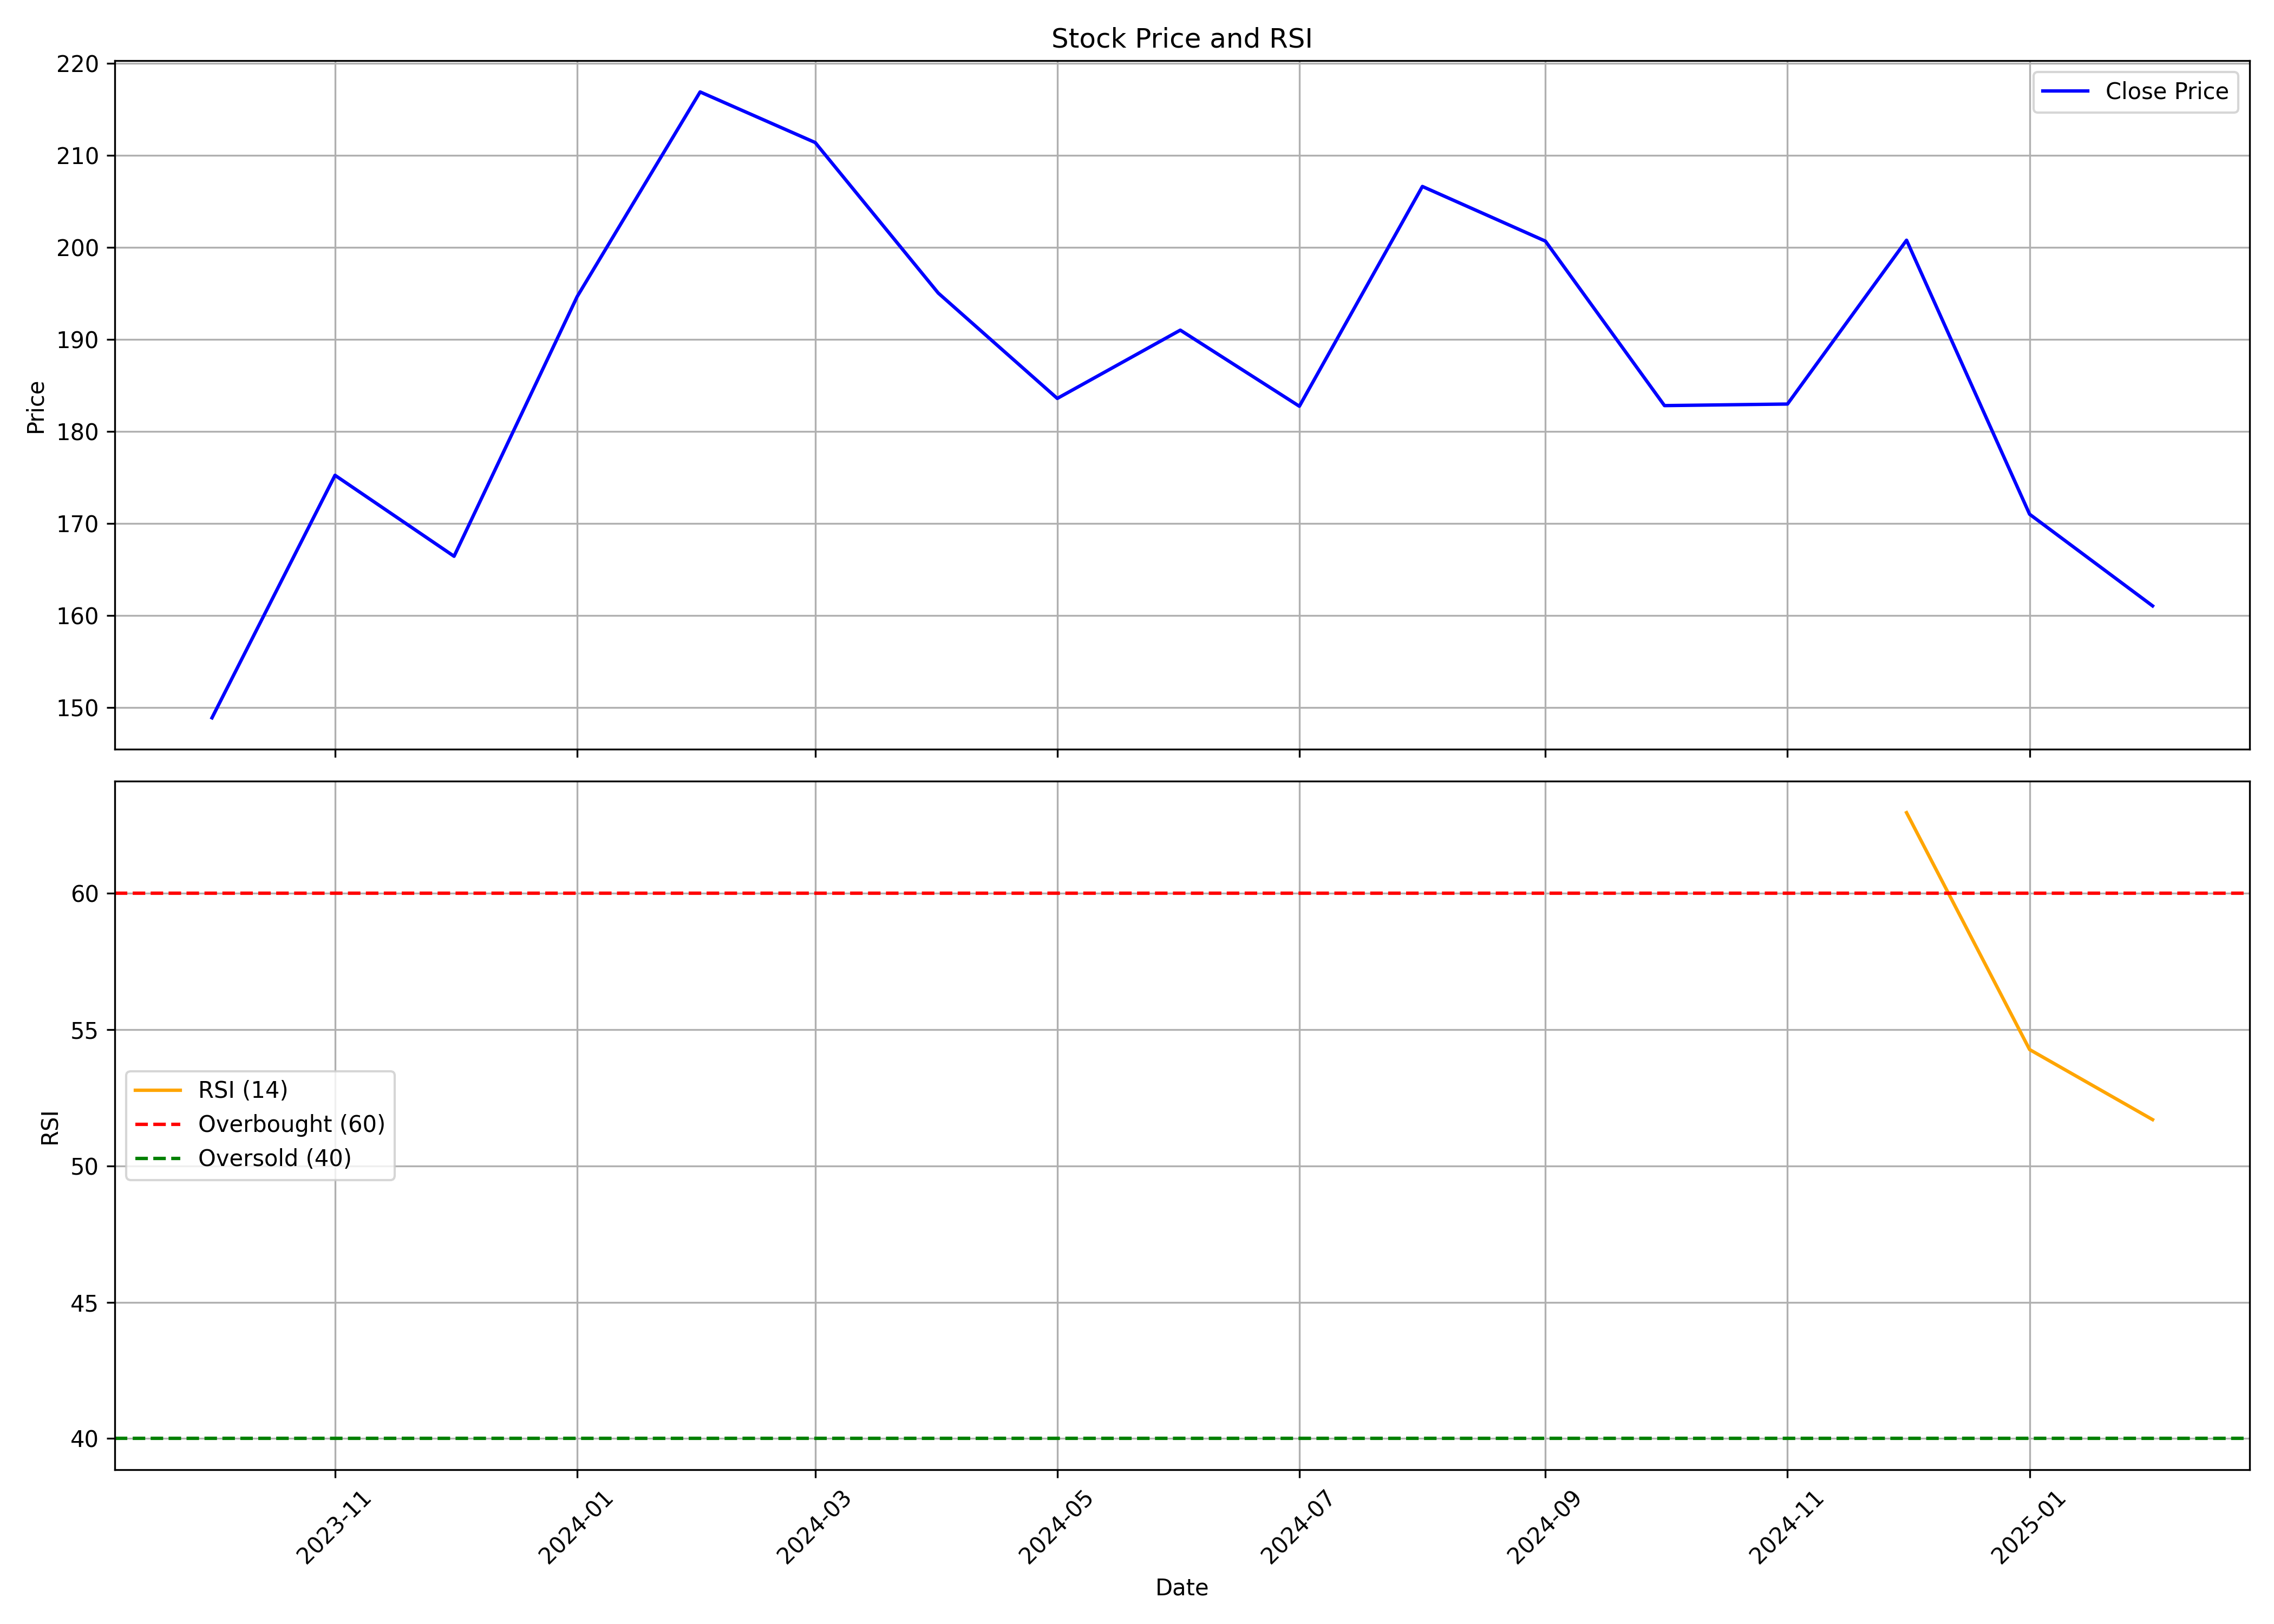 Stock Price and RSI
Close Price
220
210
200
190
180
170
160
150
Price
RSI (14)
Overbought (60)
Oversold (40)
60
55
50
45
40
RSI
2023-11
2024-01
2024-03
2024-05
2024-07
2024-09
2024-11
2025-01
Date